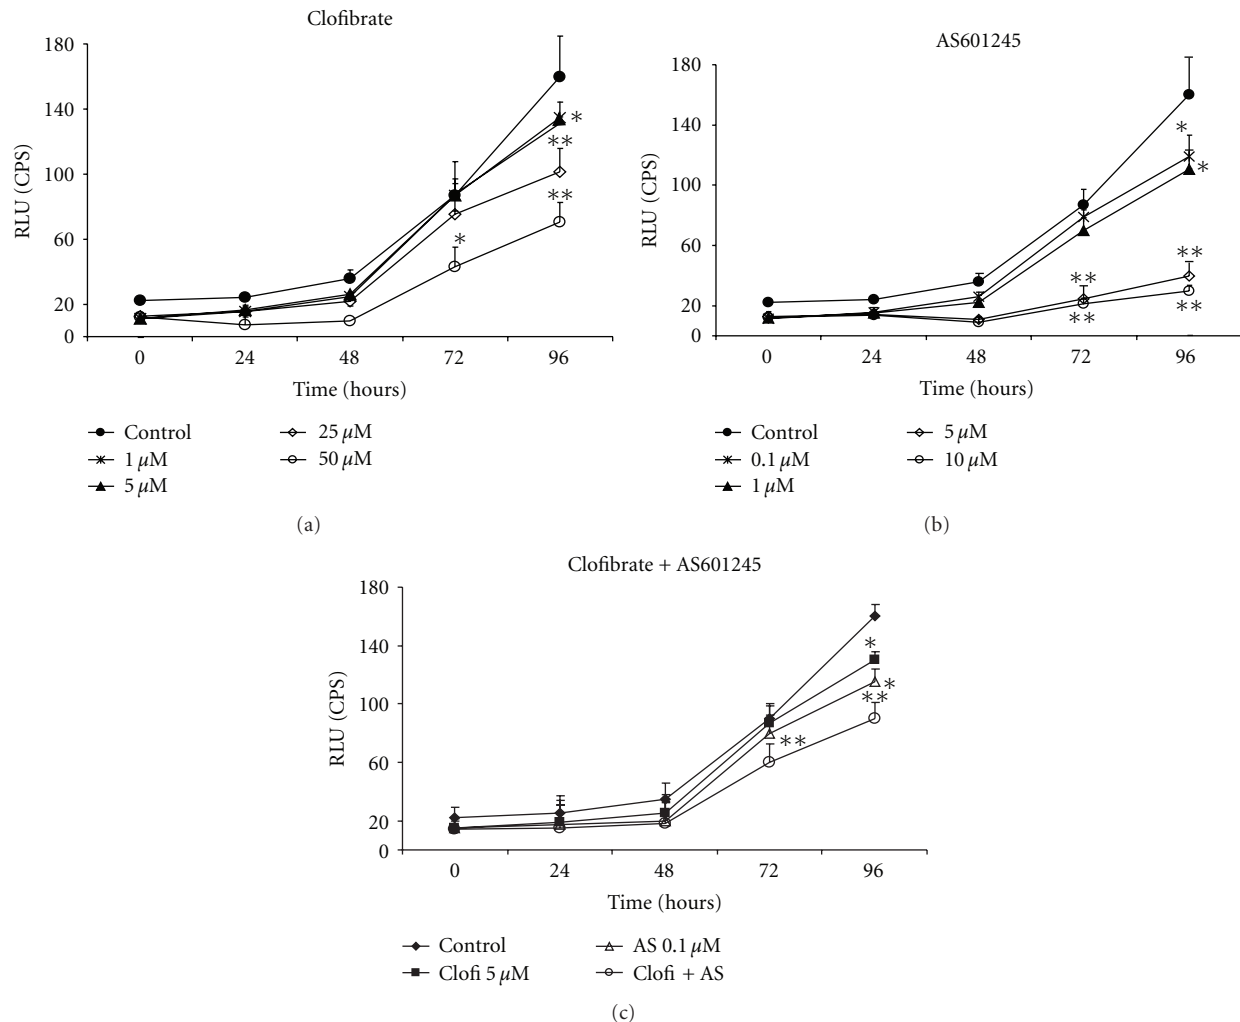 Clofibrate
180
140
100
60
20
0
RLU (CPS)
*
**
**
*
0 24 48 72 96
Time (hours)
Control
1 μM
5 μM
25 μM
50 μM
(a)
AS601245
180
140
100
60
20
0
RLU (CPS)
*
*
**
**
**
**
0 24 48 72 96
Time (hours)
Control
0.1 μM
1 μM
5 μM
10 μM
(b)
Clofibrate + AS601245
180
140
100
60
20
0
RLU (CPS)
*
*
**
**
0 24 48 72 96
Time (hours)
Control
Clofi 5 μM
AS 0.1 μM
Clofi + AS
(c)